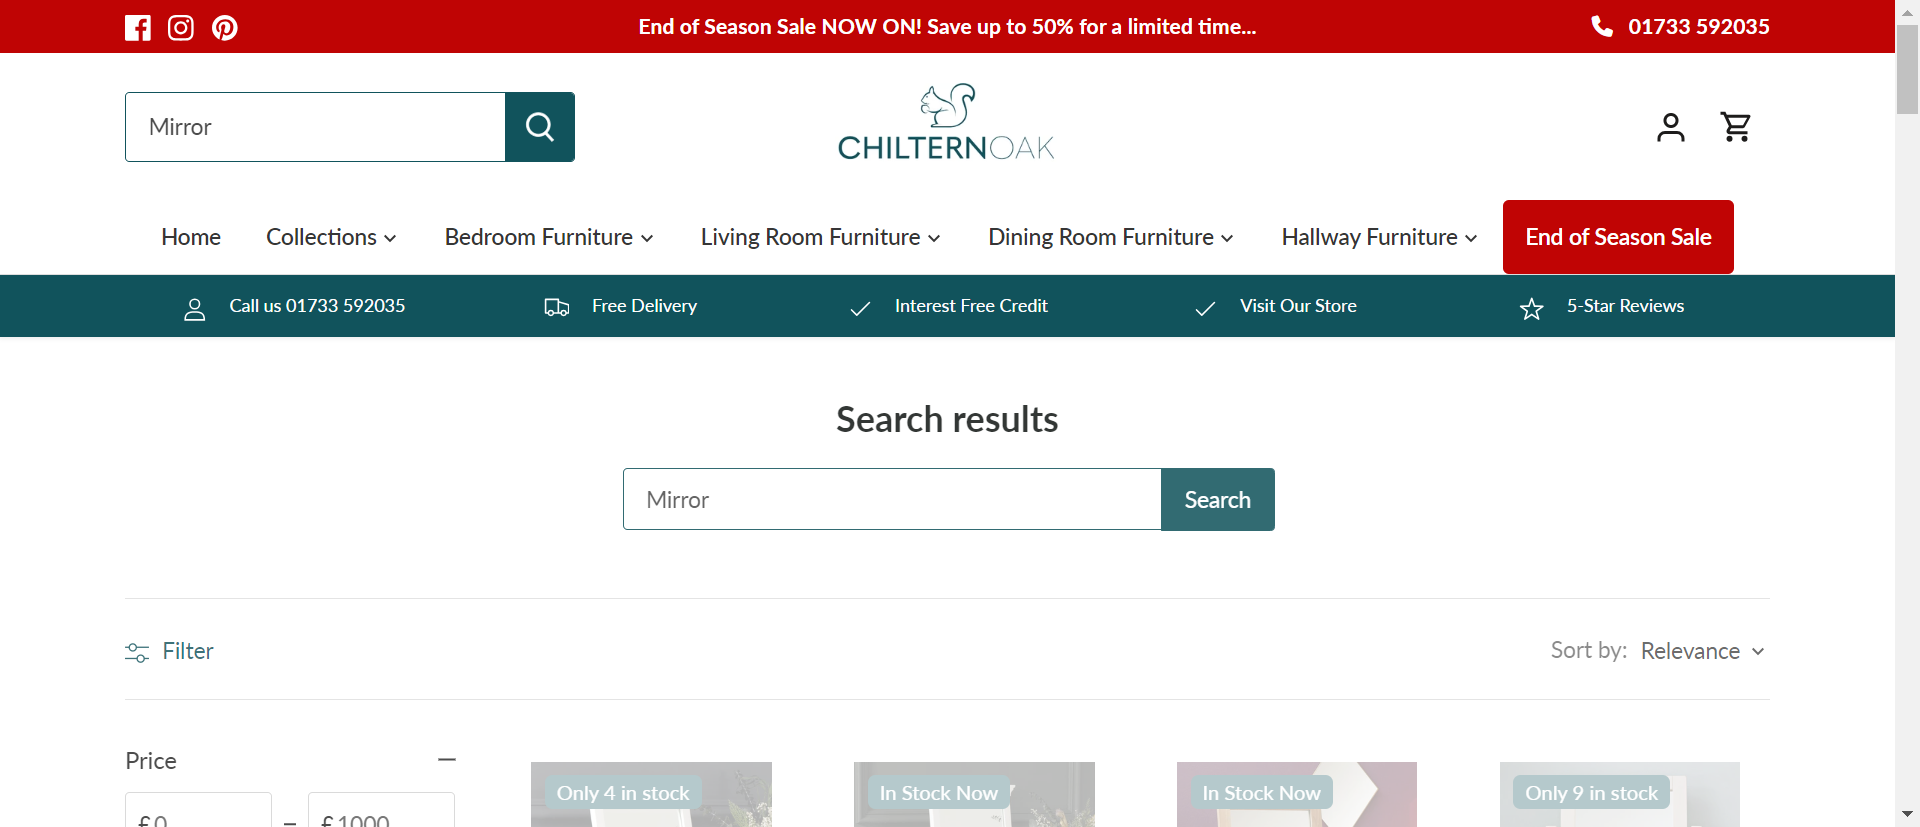 End of Season Sale NOW ON! Save up to 50% for a limited time...
01733 592035
Mirror
CHILTERNOAK
Home
Collections
Bedroom Furniture
Living Room Furniture
Dining Room Furniture
Hallway Furniture
End of Season Sale
Call us 01733 592035
Free Delivery
Interest Free Credit
Visit Our Store
5-Star Reviews
Search results
Mirror
Search
Filter
Sort by: Relevance
Price
Only 4 in stock
In Stock Now
In Stock Now
Only 9 in stock
£ 0 – £ 1000